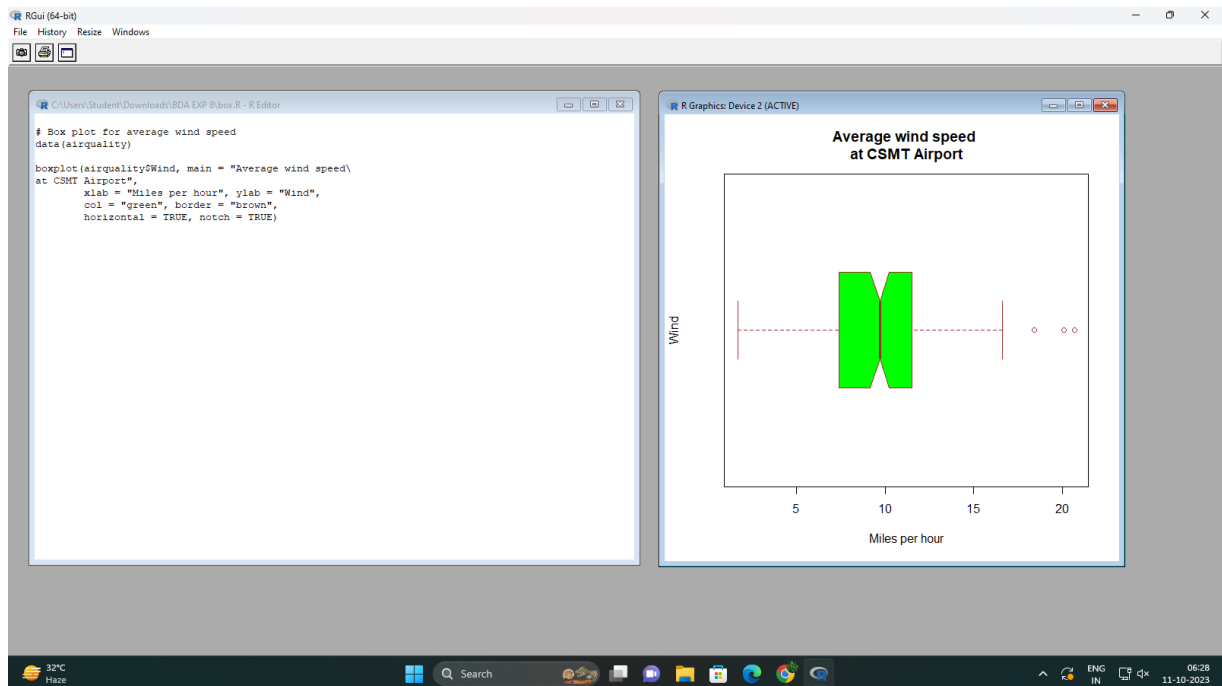 RGui (64-bit)
File History Resize Windows
C:\Users\Student\Downloads\BDA EXP 8\box.R - R Editor
# Box plot for average wind speed
data(airquality)
boxplot(airquality$Wind, main = "Average wind speed\
at CSMT Airport",
xlab = "Miles per hour", ylab = "Wind",
col = "green", border = "brown",
horizontal = TRUE, notch = TRUE)
R Graphics: Device 2 (ACTIVE)
Average wind speed
at CSMT Airport
Wind
5 10 15 20
Miles per hour
32°C
Haze
Search
ENG
IN
06:28
11-10-2023